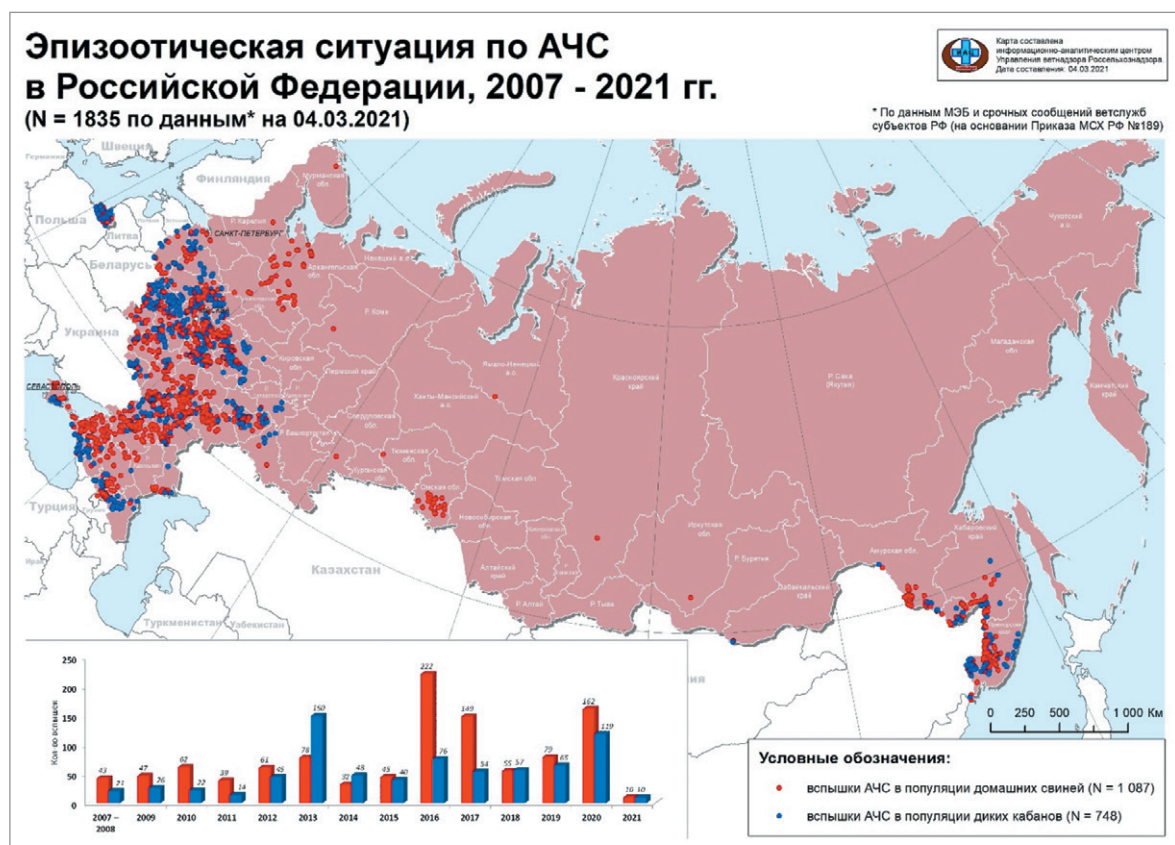 Эпизоотическая ситуация по АЧС
в Российской Федерации, 2007 - 2021 гг.
(N = 1835 по данным* на 04.03.2021)
Карта составлена
информационно-аналитическим центром
Управления ветнадзора Россельхознадзора
Дата составления: 04.03.2021
* По данным МЭБ и срочных сообщений ветслужб
субъектов РФ (на основании Приказа МСХ РФ №189)
Швеция
Германия
Финляндия
Мурманская
обл.
Польша
Литва
Р. Карелия
САНКТ-ПЕТЕРБУРГ
Беларусь
Архангельская
обл.
Ненецкий а.о.
Чукотский
а.о.
Украина
Р. Коми
Кировская
обл.
Пермский край
Ямало-Ненецкий
а.о.
Красноярский
край
Р. Саха
(Якутия)
Магаданская
обл.
Камчатский
край
СЕВАСТОПОЛЬ
Ханты-Мансийский
а.о.
Свердловская
обл.
Р. Башкортостан
Тюменская
обл.
Курганская
обл.
Омская обл.
Томская обл.
Новосибирская
обл.
Турция
Иран
Казахстан
Алтайский
край
Р. Алтай
Р. Тыва
Иркутская
обл.
Р. Бурятия
Забайкальский
край
Амурская обл.
Хабаровский
край
Туркменистан
Узбекистан
0 250 500 1 000 Км
Кол-во вспышек
250
200
150
100
50
0
43 21 47 26 62 22 39 14 61 45 78 150 32 48 45 40 222 76 149 54 55 57 79 65 162 119 10 10
2007 –
2008 2009 2010 2011 2012 2013 2014 2015 2016 2017 2018 2019 2020 2021
Условные обозначения:
вспышки АЧС в популяции домашних свиней (N = 1 087)
вспышки АЧС в популяции диких кабанов (N = 748)